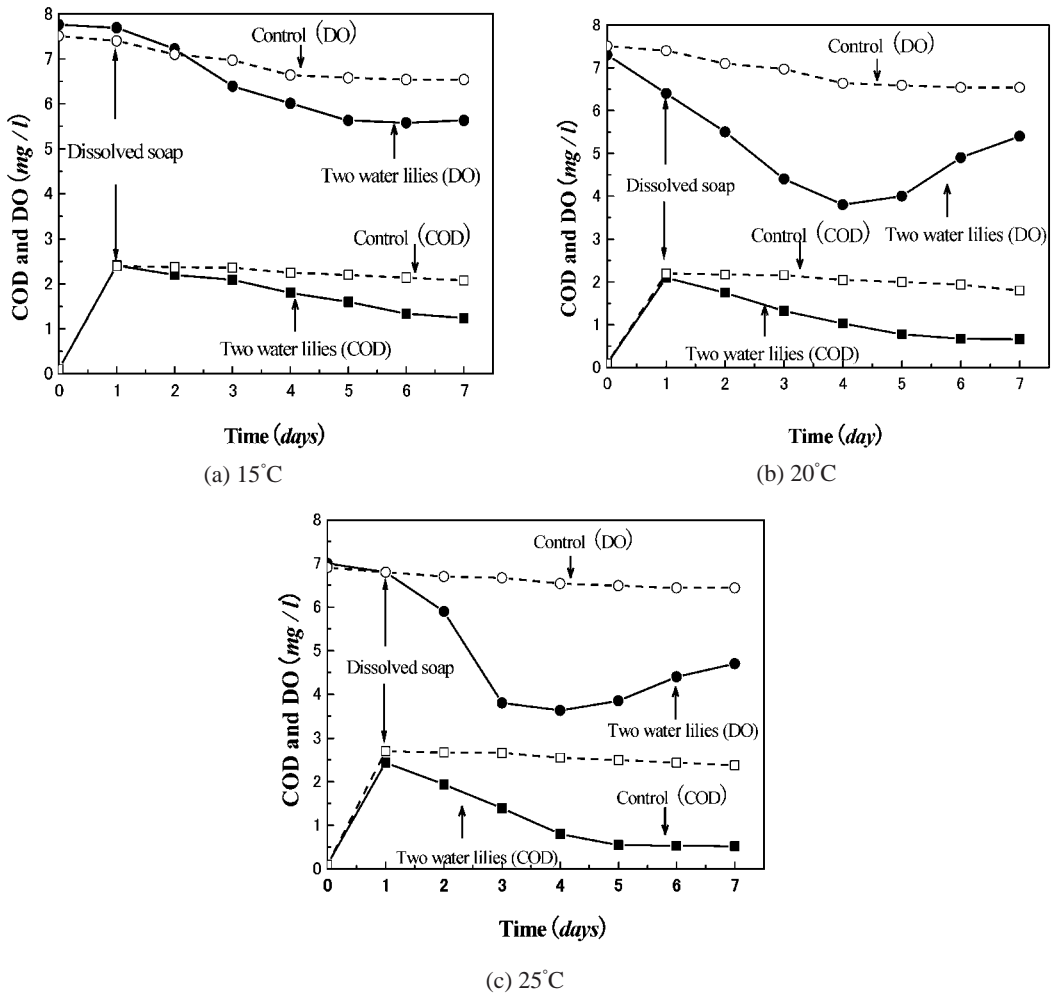 8
7
6
5
4
3
2
1
0
COD and DO (mg / l)
Control (DO)
Dissolved soap
Two water lilies (DO)
Control (COD)
Two water lilies (COD)
0 1 2 3 4 5 6 7
Time (days)
(a) 15°C
8
7
6
5
4
3
2
1
0
COD and DO (mg / l)
Control (DO)
Dissolved soap
Two water lilies (DO)
Control (COD)
Two water lilies (COD)
0 1 2 3 4 5 6 7
Time (day)
(b) 20°C
8
7
6
5
4
3
2
1
0
COD and DO (mg / l)
Control (DO)
Dissolved soap
Two water lilies (DO)
Control (COD)
Two water lilies (COD)
0 1 2 3 4 5 6 7
Time (days)
(c) 25°C